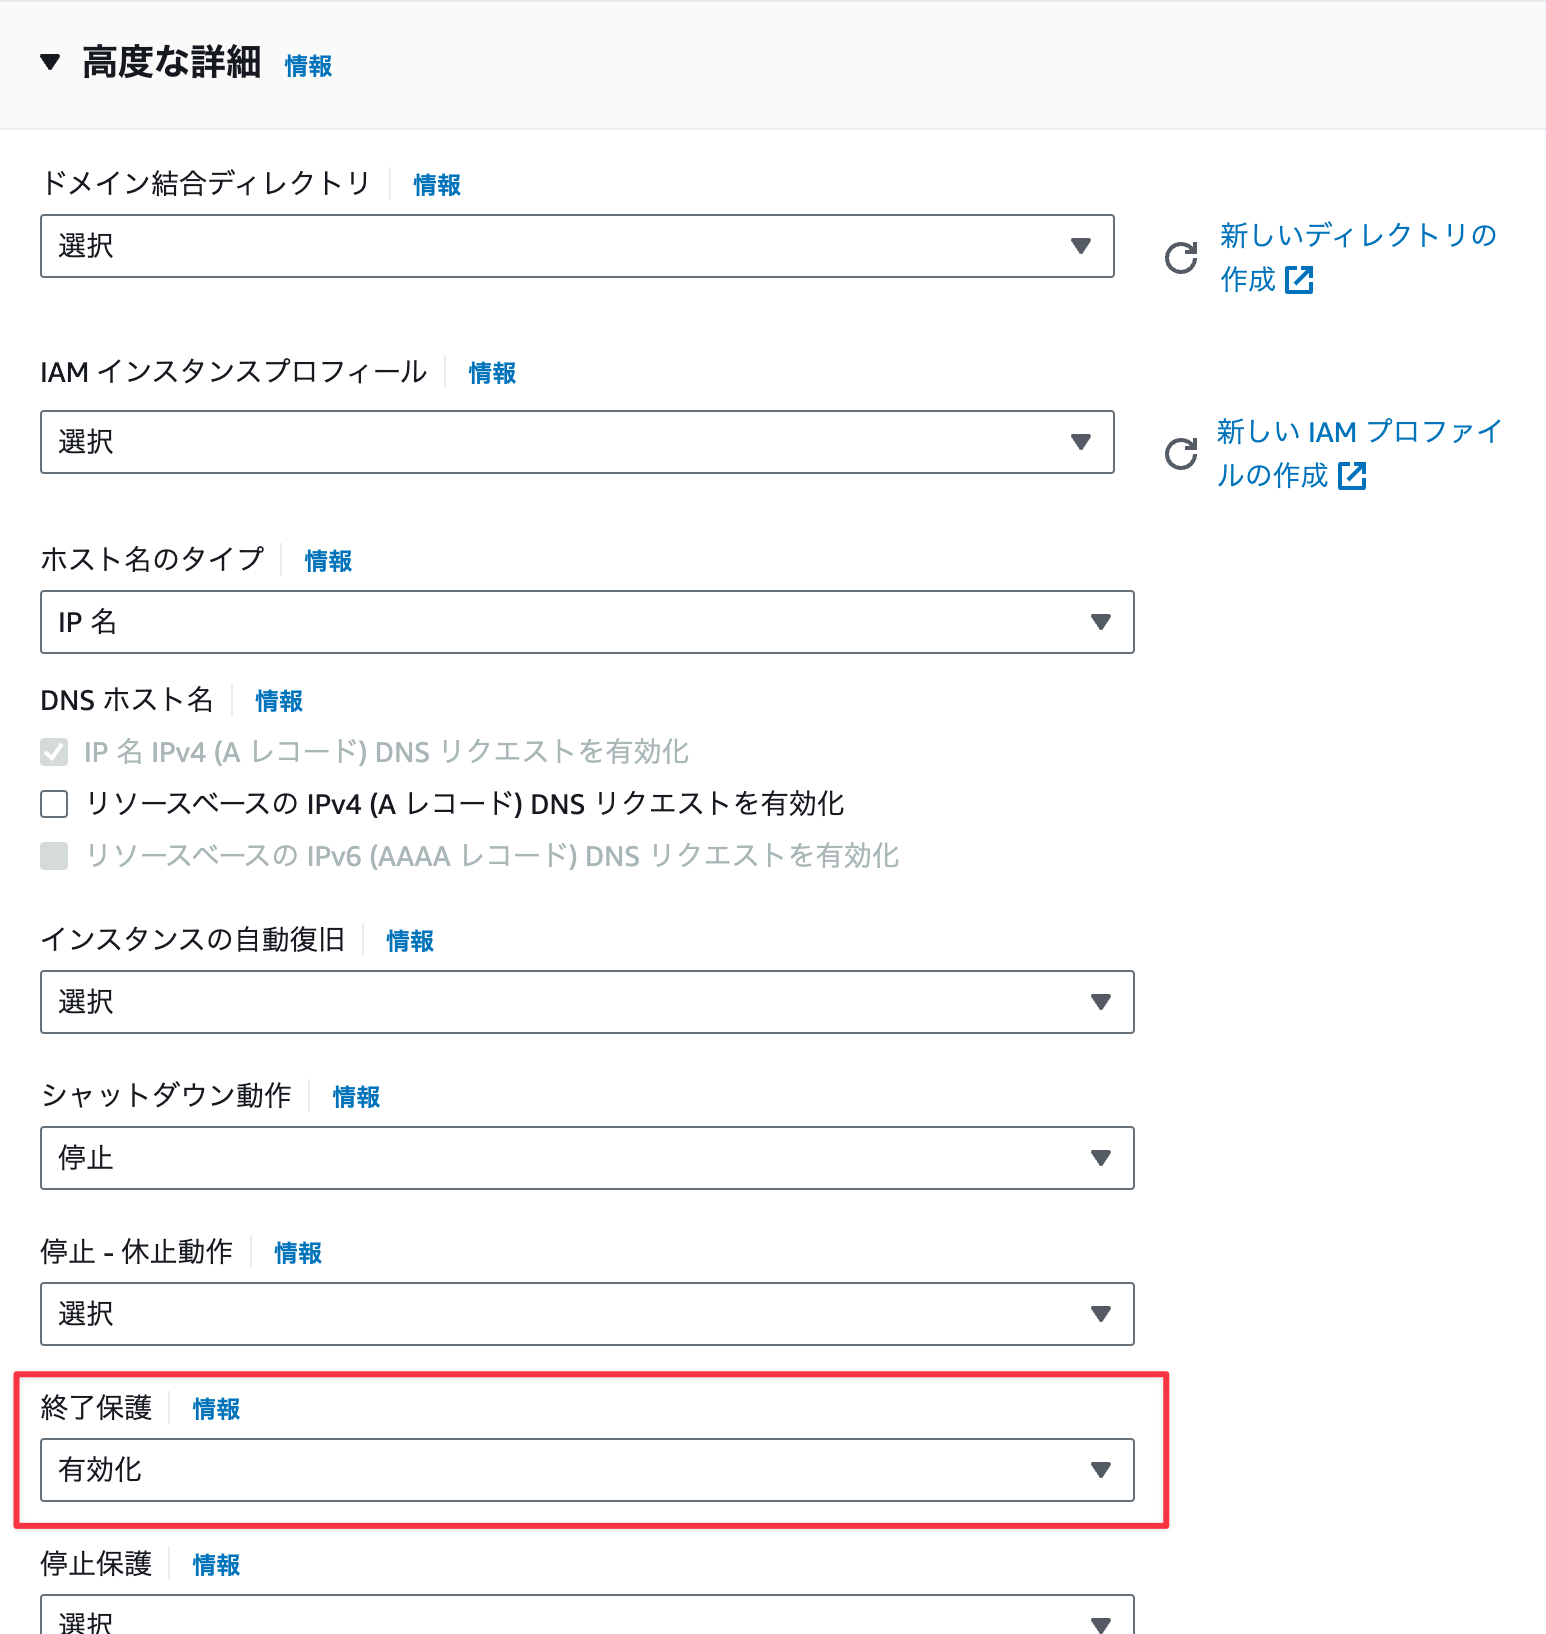 高度な詳細 情報
ドメイン結合ディレクトリ 情報
選択
新しいディレクトリの
作成
IAM インスタンスプロフィール 情報
選択
新しい IAM プロファイ
ルの作成
ホスト名のタイプ 情報
IP 名
DNS ホスト名 情報
IP 名 IPv4 (A レコード) DNS リクエストを有効化
リソースベースの IPv4 (A レコード) DNS リクエストを有効化
リソースベースの IPv6 (AAAA レコード) DNS リクエストを有効化
インスタンスの自動復旧 情報
選択
シャットダウン動作 情報
停止
停止 - 休止動作 情報
選択
終了保護 情報
有効化
停止保護 情報
選択